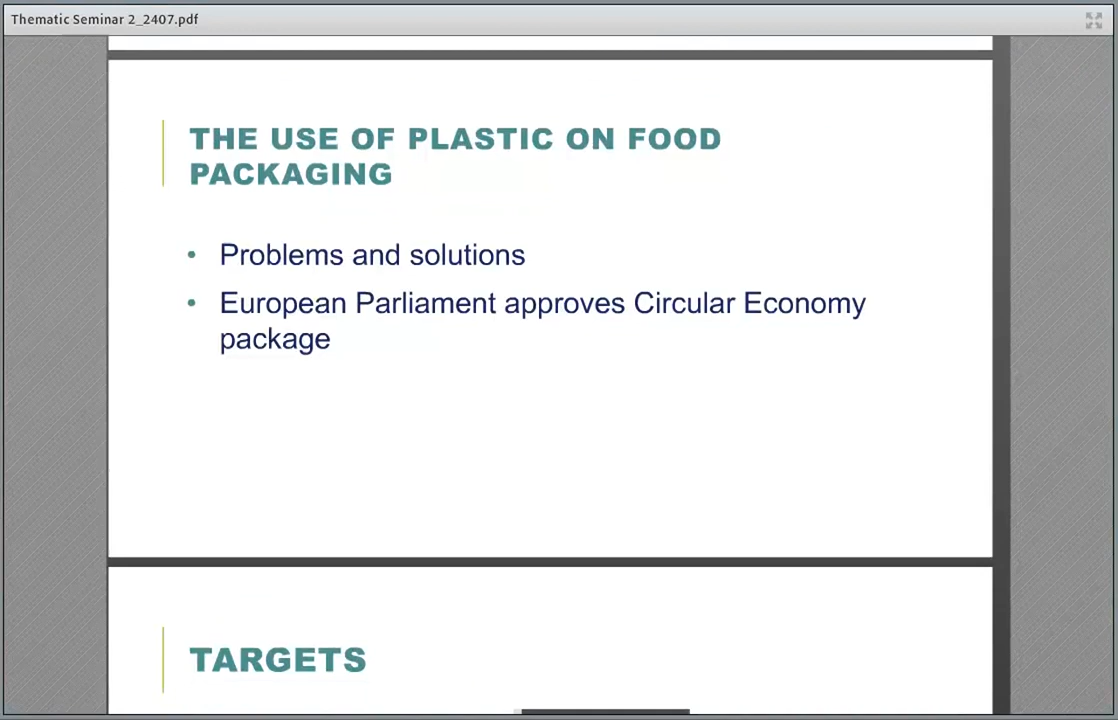 Thematic Seminar 2_2407.pdf
THE USE OF PLASTIC ON FOOD
PACKAGING
• Problems and solutions
• European Parliament approves Circular Economy
package
TARGETS